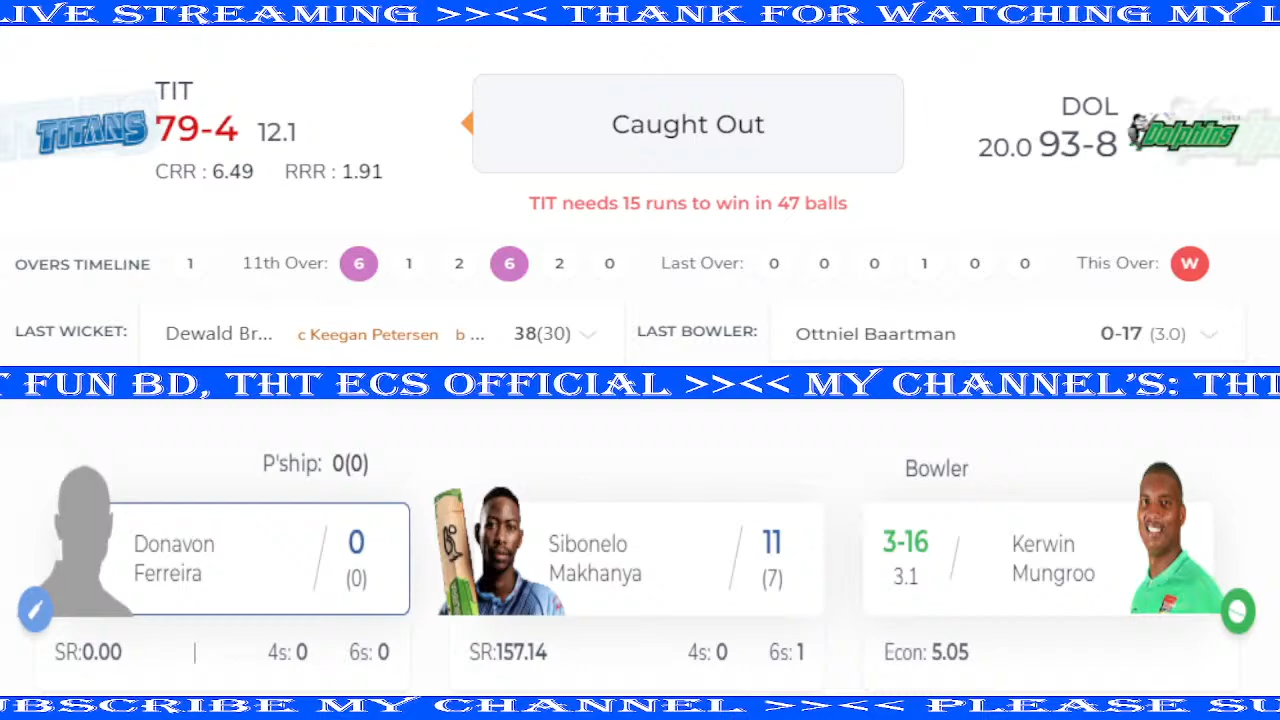 LIVE STREAMING >><< THANK FOR WATCHING MY L
TITANS
TIT
79-4 12.1
CRR : 6.49 RRR : 1.91
Caught Out
TIT needs 15 runs to win in 47 balls
DOL
20.0 93-8
Dolphins
OVERS TIMELINE 1 11th Over: 6 1 2 6 2 0 Last Over: 0 0 0 1 0 0 This Over: W
LAST WICKET: Dewald Br... c Keegan Petersen b ... 38(30) LAST BOWLER: Ottniel Baartman 0-17 (3.0)
T FUN BD, THT ECS OFFICIAL >><< MY CHANNEL'S: THT
P'ship: 0(0)
Donavon
Ferreira
0
(0)
SR:0.00 | 4s: 0 6s: 0
Sibonelo
Makhanya
11
(7)
SR:157.14 4s: 0 6s: 1
Bowler
3-16
3.1
Kerwin
Mungroo
Econ: 5.05
UBSCRIBE MY CHANNEL >><< PLEASE SU